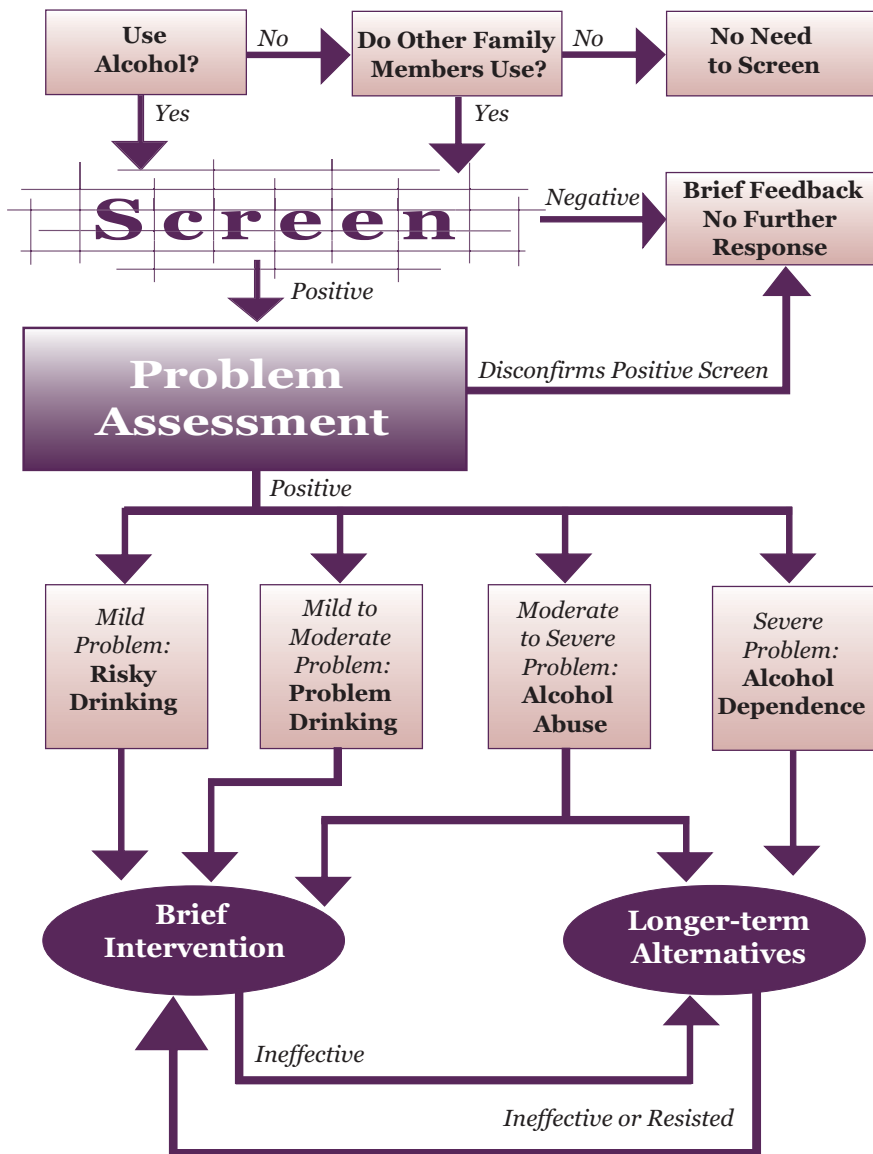 Use
Alcohol?
No
Do Other Family
Members Use?
No
No Need
to Screen
Yes
Yes
Screen
Negative
Brief Feedback
No Further
Response
Positive
Problem
Assessment
Disconfirms Positive Screen
Positive
Mild
Problem:
Risky
Drinking
Mild to
Moderate
Problem:
Problem
Drinking
Moderate
to Severe
Problem:
Alcohol
Abuse
Severe
Problem:
Alcohol
Dependence
Brief
Intervention
Longer-term
Alternatives
Ineffective
Ineffective or Resisted